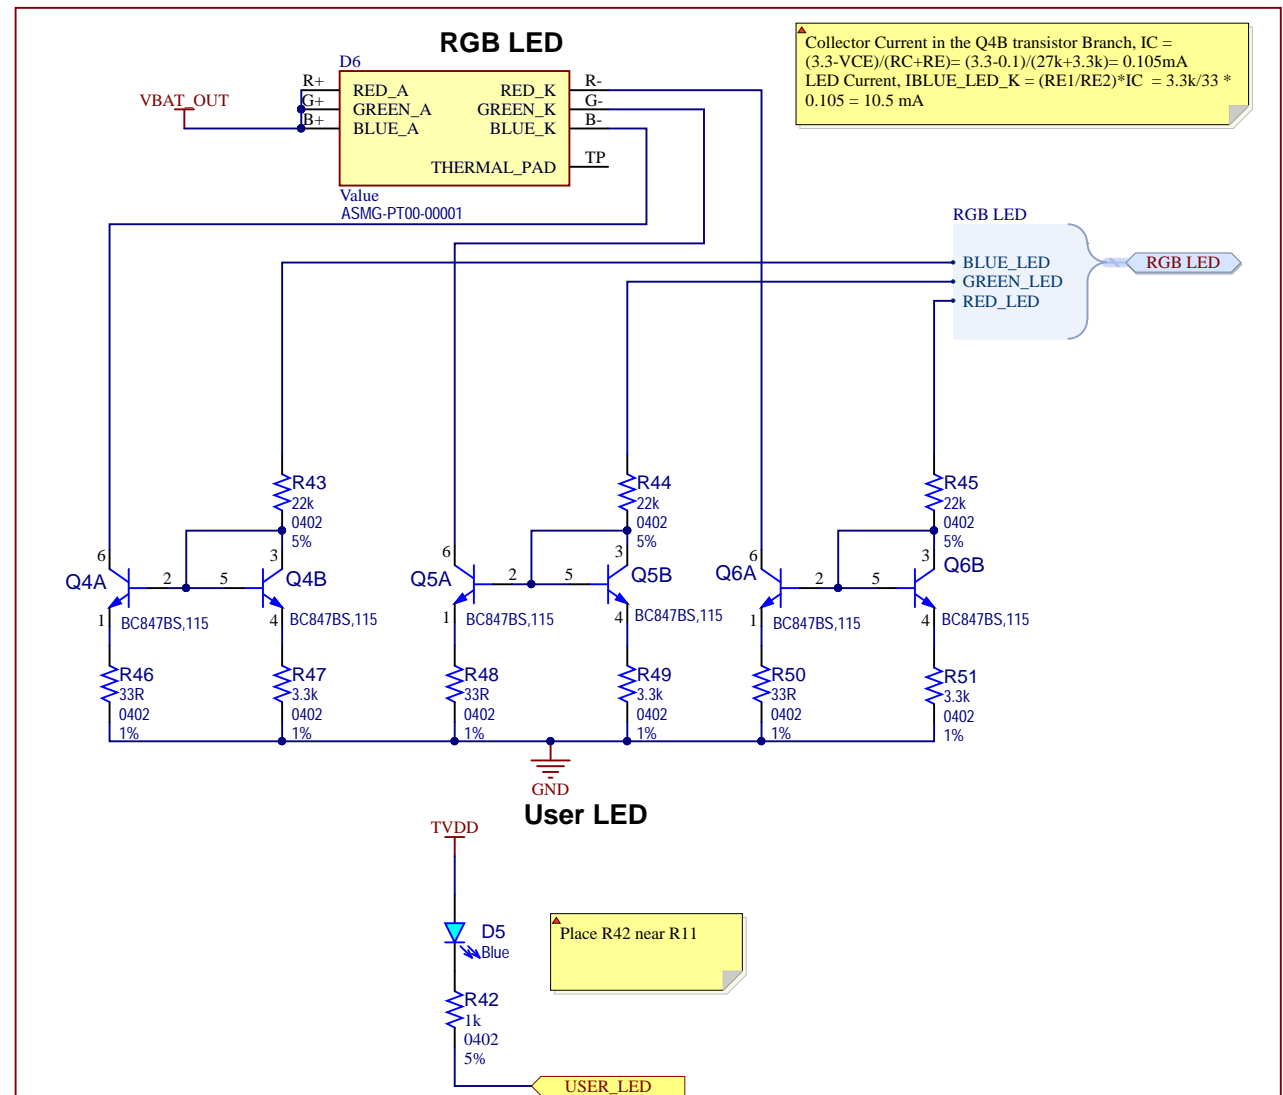 RGB LED
Collector Current in the Q4B transistor Branch, IC =
(3.3-VCE)/(RC+RE)= (3.3-0.1)/(27k+3.3k)= 0.105mA
LED Current, IBLUE_LED_K = (RE1/RE2)*IC = 3.3k/33 *
0.105 = 10.5 mA
D6
VBAT_OUT
R+ RED_A RED_K R-
G+ GREEN_A GREEN_K G-
B+ BLUE_A BLUE_K B-
THERMAL_PAD TP
Value
ASMG-PT00-00001
RGB LED
BLUE_LED
GREEN_LED
RED_LED
RGB LED
R43
22k
0402
5%
R44
22k
0402
5%
R45
22k
0402
5%
6
Q4A
2
1
BC847BS,115
3
5
Q4B
4
BC847BS,115
6
Q5A
2
1
BC847BS,115
3
5
Q5B
4
BC847BS,115
6
Q6A
2
1
BC847BS,115
3
5
Q6B
4
BC847BS,115
R46
33R
0402
1%
R47
3.3k
0402
1%
R48
33R
0402
1%
R49
3.3k
0402
1%
R50
33R
0402
1%
R51
3.3k
0402
1%
GND
User LED
TVDD
D5
Blue
Place R42 near R11
R42
1k
0402
5%
USER_LED